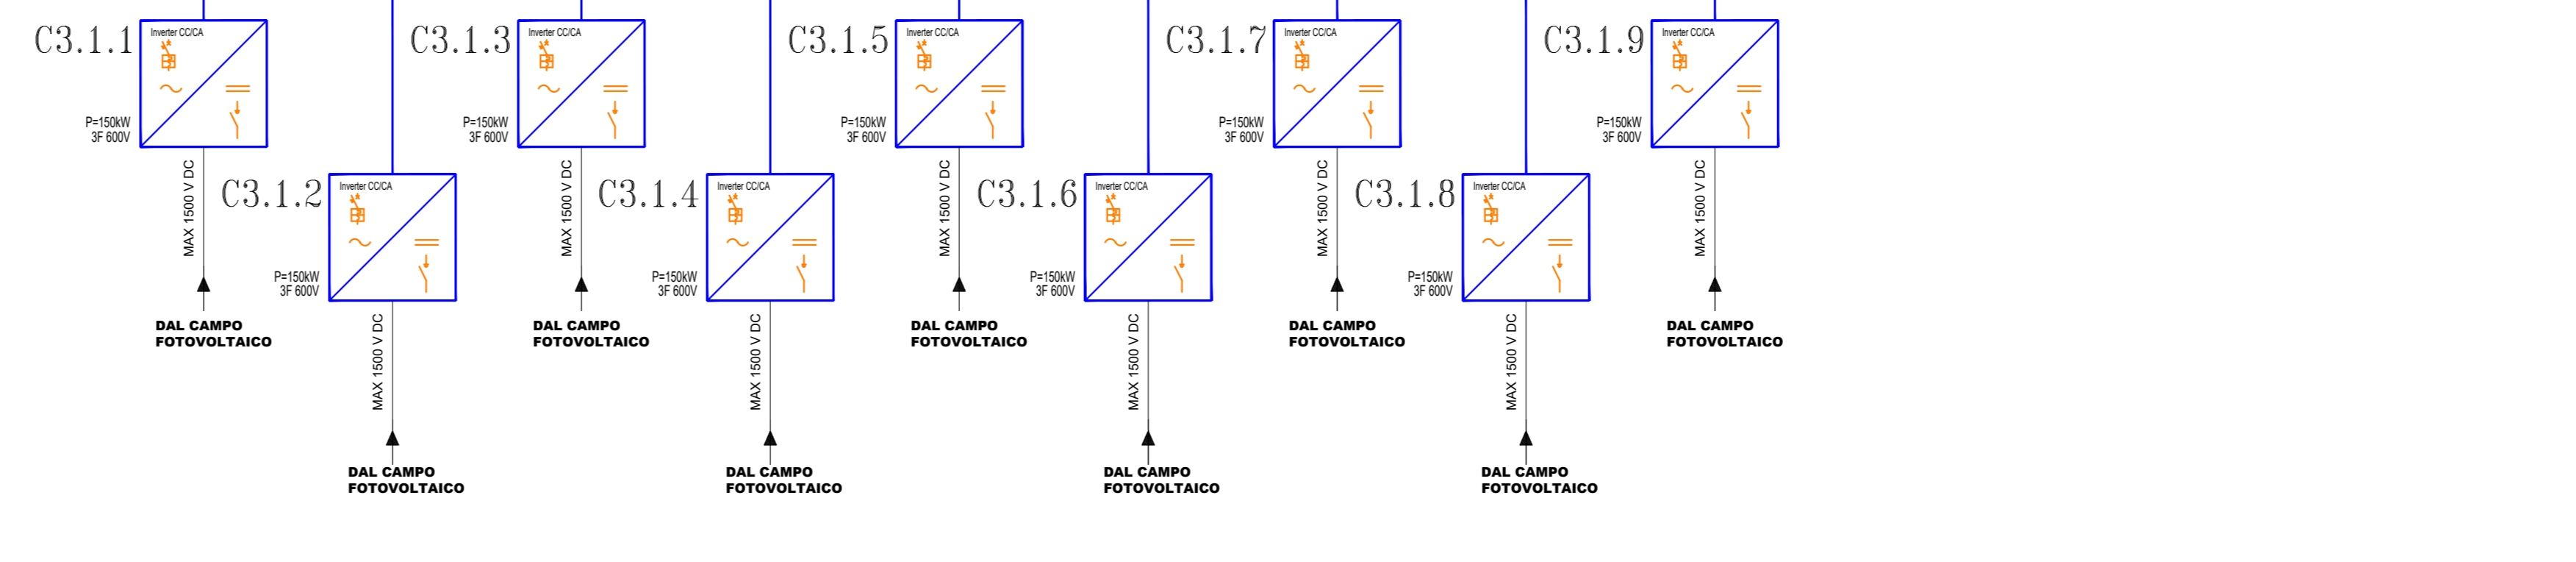 C3.1.1
Inverter CC/CA
P=150kW
3F 600V
MAX 1500 V DC
DAL CAMPO
FOTOVOLTAICO
C3.1.2
Inverter CC/CA
P=150kW
3F 600V
MAX 1500 V DC
DAL CAMPO
FOTOVOLTAICO
C3.1.3
Inverter CC/CA
P=150kW
3F 600V
MAX 1500 V DC
DAL CAMPO
FOTOVOLTAICO
C3.1.4
Inverter CC/CA
P=150kW
3F 600V
MAX 1500 V DC
DAL CAMPO
FOTOVOLTAICO
C3.1.5
Inverter CC/CA
P=150kW
3F 600V
MAX 1500 V DC
DAL CAMPO
FOTOVOLTAICO
C3.1.6
Inverter CC/CA
P=150kW
3F 600V
MAX 1500 V DC
DAL CAMPO
FOTOVOLTAICO
C3.1.7
Inverter CC/CA
P=150kW
3F 600V
MAX 1500 V DC
DAL CAMPO
FOTOVOLTAICO
C3.1.8
Inverter CC/CA
P=150kW
3F 600V
MAX 1500 V DC
DAL CAMPO
FOTOVOLTAICO
C3.1.9
Inverter CC/CA
P=150kW
3F 600V
MAX 1500 V DC
DAL CAMPO
FOTOVOLTAICO